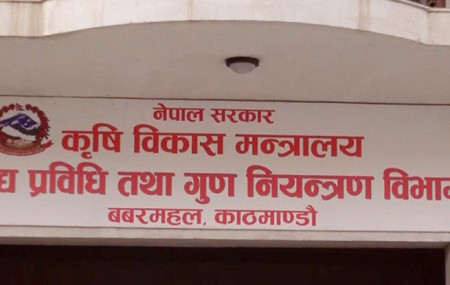 नेपाल सरकार
कृषि विकास मन्त्रालय
द्य प्रविधि तथा गुण नियन्त्रण विभाग
बबरमहल, काठमाण्डौ